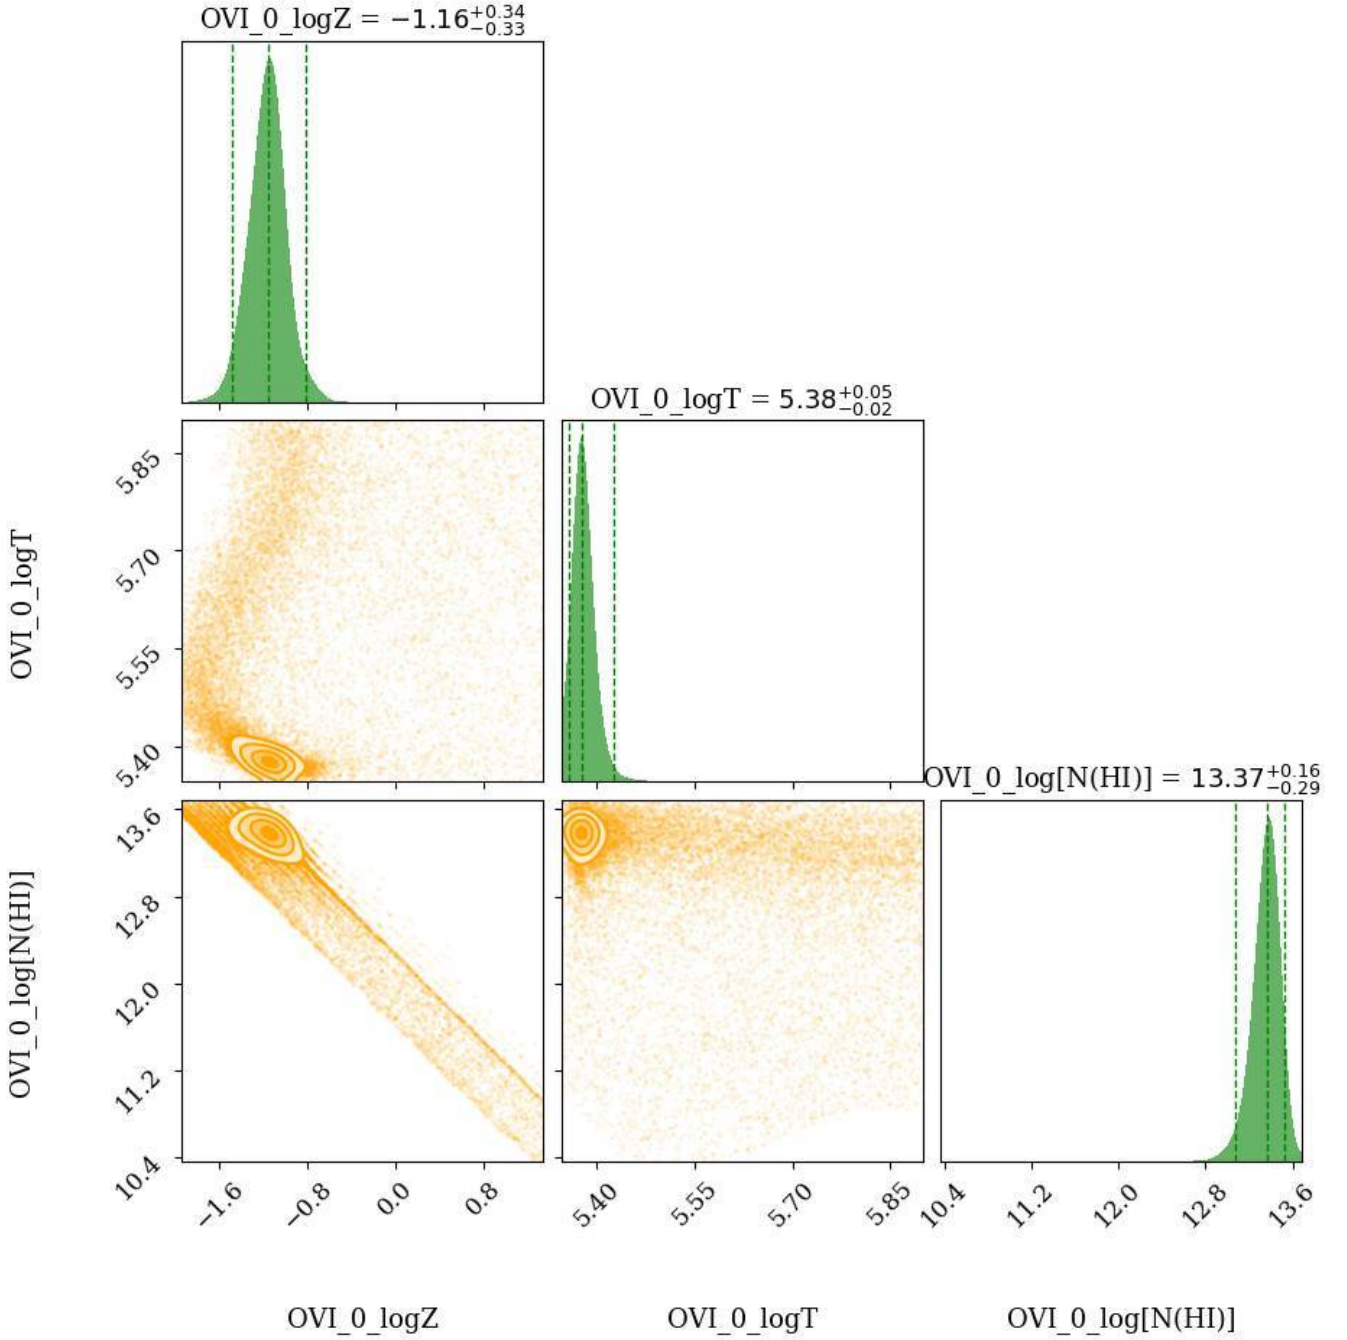 OVI_0_logZ = −1.16+0.34−0.33
OVI_0_logT = 5.38+0.05−0.02
OVI_0_logT
5.85
5.70
5.55
5.40
OVI_0_log[N(HI)] = 13.37+0.16−0.29
OVI_0_log[N(HI)]
13.6
12.8
12.0
11.2
10.4
−1.6 −0.8 0.0 0.8 5.40 5.55 5.70 5.85 10.4 11.2 12.0 12.8 13.6
OVI_0_logZ OVI_0_logT OVI_0_log[N(HI)]